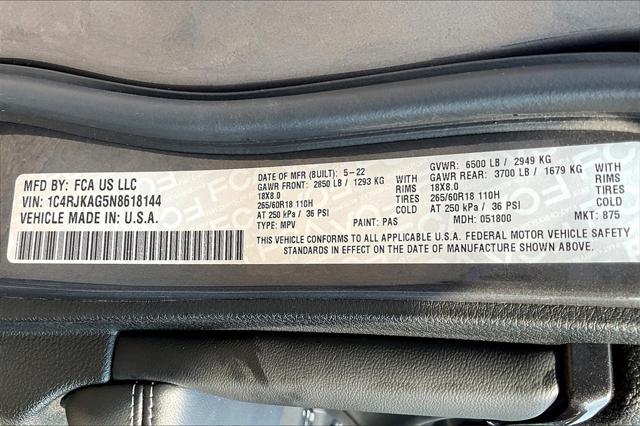 MFD BY: FCA US LLC
VIN: 1C4RJKAG5N8618144
VEHICLE MADE IN: U.S.A.
DATE OF MFR (BUILT): 5-22
GAWR FRONT: 2850 LB / 1293 KG WITH
18X8.0 RIM
265/60R18 110H TIRES
AT 250 kPa / 36 PSI COLD
TYPE: MPV PAINT: PAS
GVWR: 6500 LB / 2949 KG
GAWR REAR: 3700 LB / 1679 KG WITH
18X8.0 RIM
265/60R18 110H TIRES
AT 250 kPa / 36 PSI COLD
MDH: 051800 MKT: 875
THIS VEHICLE CONFORMS TO ALL APPLICABLE U.S.A. FEDERAL MOTOR VEHICLE SAFETY
STANDARDS IN EFFECT ON THE DATE OF MANUFACTURE SHOWN ABOVE.